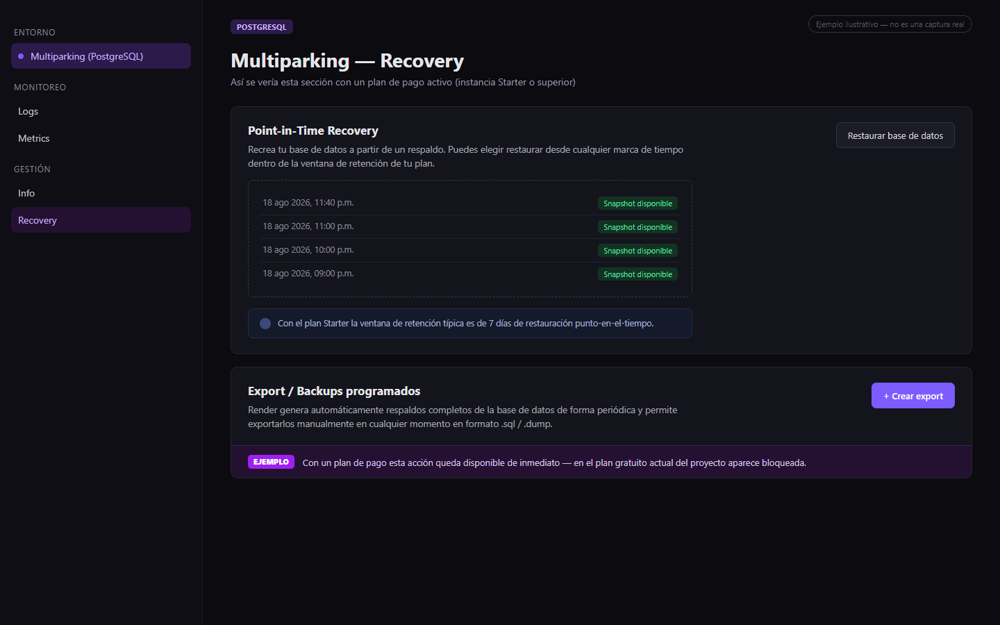 ENTORNO
Multiparking (PostgreSQL)
MONITOREO
Logs
Metrics
GESTIÓN
Info
Recovery
POSTGRESQL
Ejemplo ilustrativo — no es una captura real
Multiparking — Recovery
Así se vería esta sección con un plan de pago activo (instancia Starter o superior)
Point-in-Time Recovery
Restaurar base de datos
Recrea tu base de datos a partir de un respaldo. Puedes elegir restaurar desde cualquier marca de tiempo
dentro de la ventana de retención de tu plan.
18 ago 2026, 11:40 p.m. Snapshot disponible
18 ago 2026, 11:00 p.m. Snapshot disponible
18 ago 2026, 10:00 p.m. Snapshot disponible
18 ago 2026, 09:00 p.m. Snapshot disponible
Con el plan Starter la ventana de retención típica es de 7 días de restauración punto-en-el-tiempo.
Export / Backups programados
+ Crear export
Render genera automáticamente respaldos completos de la base de datos de forma periódica y permite
exportarlos manualmente en cualquier momento en formato .sql / .dump.
EJEMPLO Con un plan de pago esta acción queda disponible de inmediato — en el plan gratuito actual del proyecto aparece bloqueada.